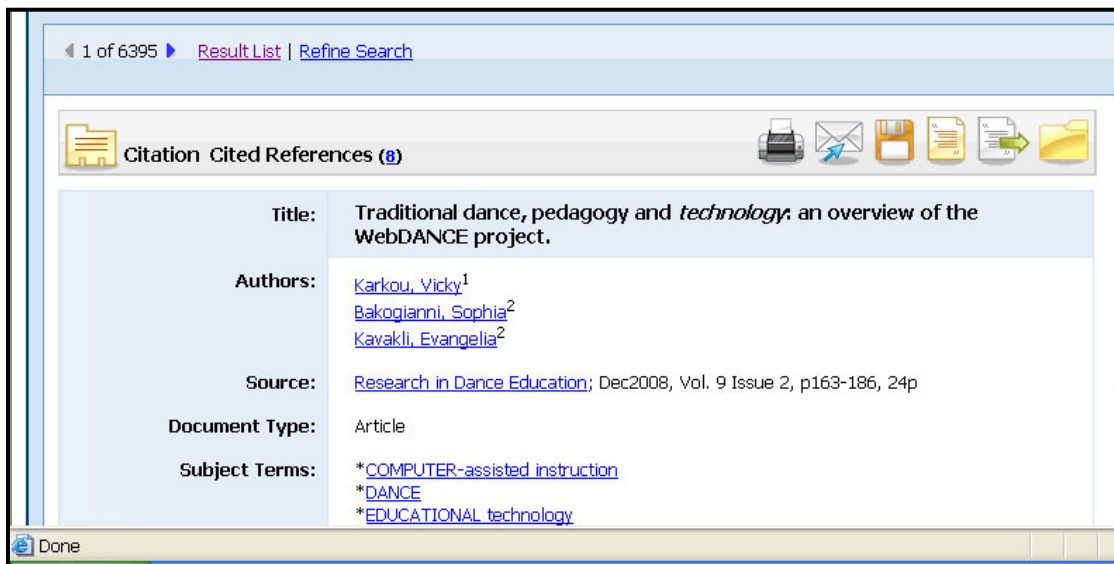 1 of 6395 Result List | Refine Search
Citation Cited References (8)
Title: Traditional dance, pedagogy and technology: an overview of the
WebDANCE project.
Authors: Karkou, Vicky1
Bakogianni, Sophia2
Kavakli, Evangelia2
Source: Research in Dance Education; Dec2008, Vol. 9 Issue 2, p163-186, 24p
Document Type: Article
Subject Terms: *COMPUTER-assisted instruction
*DANCE
*EDUCATIONAL technology
Done